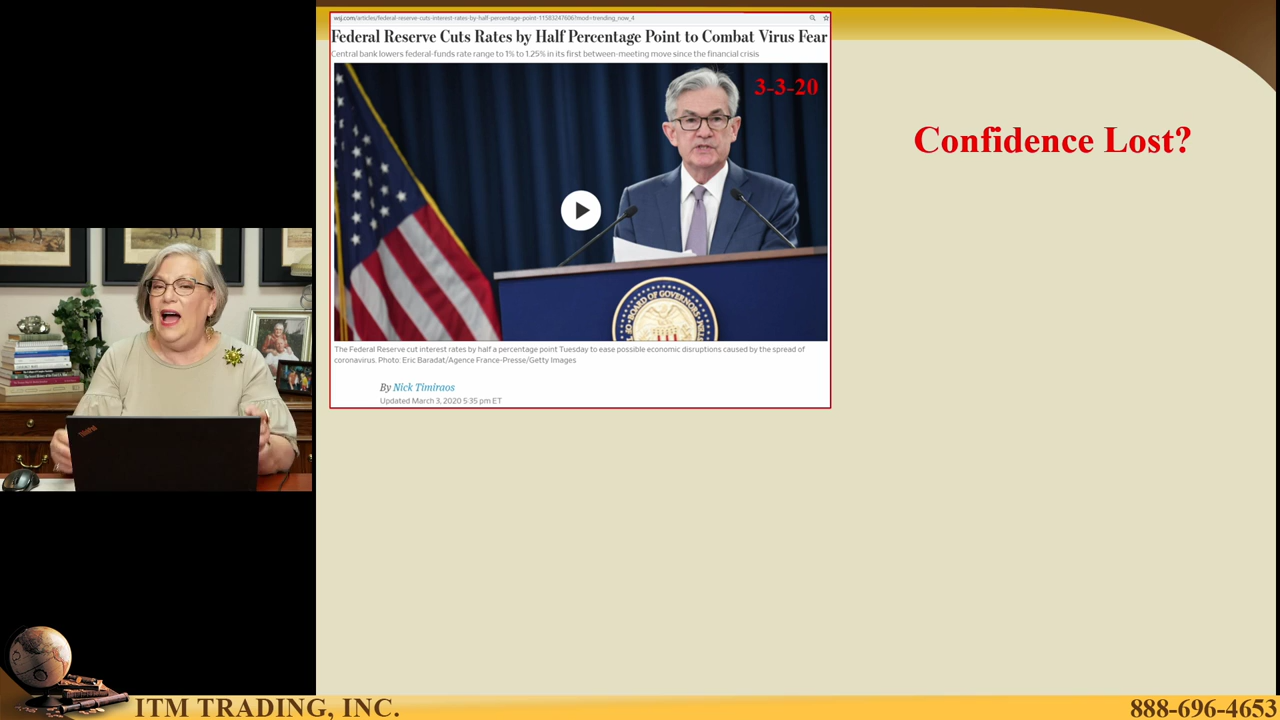 wsj.com/articles/federal-reserve-cuts-interest-rates-by-half-percentage-point-11583247606?mod=trending_now_4
Federal Reserve Cuts Rates by Half Percentage Point to Combat Virus Fear
Central bank lowers federal-funds rate range to 1% to 1.25% in its first between-meeting move since the financial crisis
3-3-20
BOARD OF GOVERNORS
The Federal Reserve cut interest rates by half a percentage point Tuesday to ease possible economic disruptions caused by the spread of
coronavirus. Photo: Eric Baradat/Agence France-Presse/Getty Images
By Nick Timiraos
Updated March 3, 2020 5:35 pm ET
Confidence Lost?
ThinkPad
ITM TRADING, INC.
888-696-4653